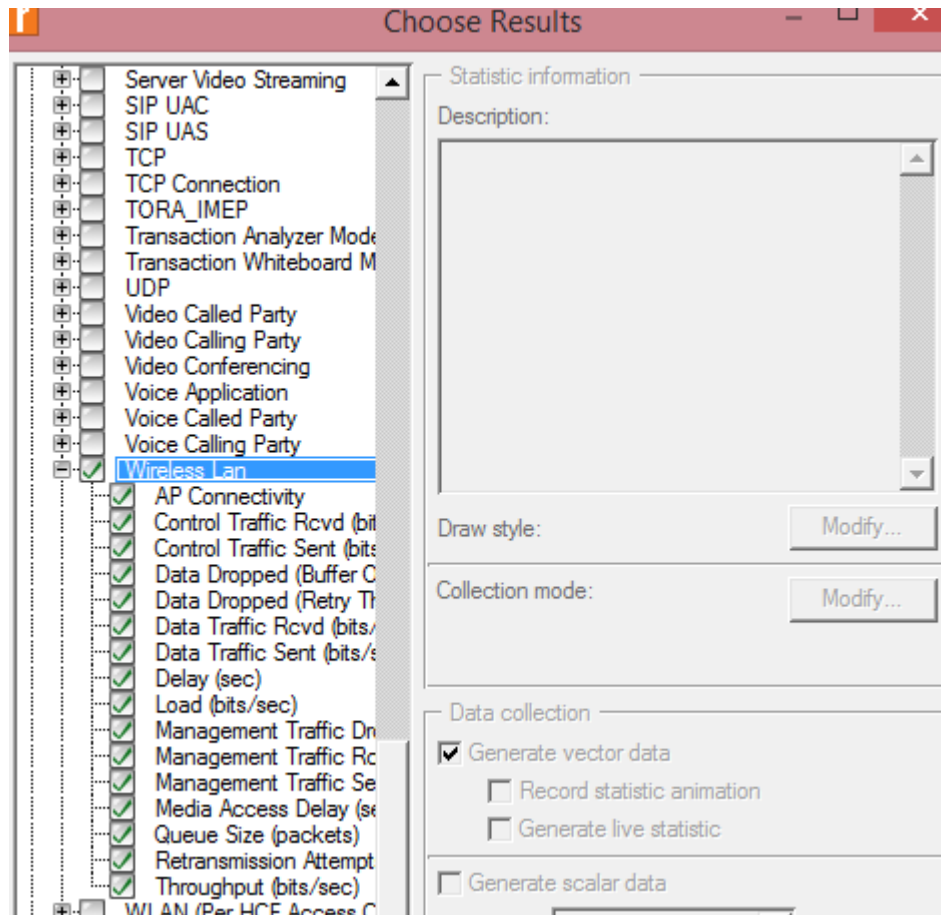 Choose Results
Server Video Streaming
SIP UAC
SIP UAS
TCP
TCP Connection
TORA_IMEP
Transaction Analyzer Mode
Transaction Whiteboard M
UDP
Video Called Party
Video Calling Party
Video Conferencing
Voice Application
Voice Called Party
Voice Calling Party
Wireless Lan
AP Connectivity
Control Traffic Rcvd (bit
Control Traffic Sent (bits
Data Dropped (Buffer O
Data Dropped (Retry Th
Data Traffic Rcvd (bits/
Data Traffic Sent (bits/s
Delay (sec)
Load (bits/sec)
Management Traffic Dro
Management Traffic Rc
Management Traffic Se
Media Access Delay (se
Queue Size (packets)
Retransmission Attempt
Throughput (bits/sec)
WLAN (Per HCF Access C
Statistic information
Description:
Draw style:
Modify...
Collection mode:
Modify...
Data collection
Generate vector data
Record statistic animation
Generate live statistic
Generate scalar data